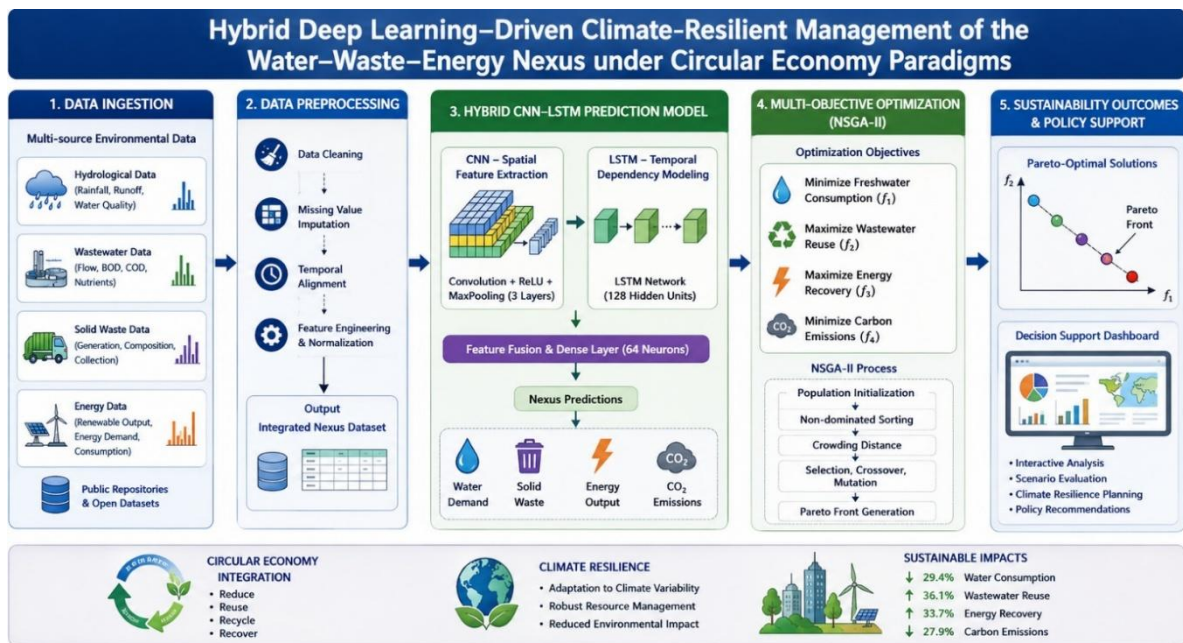 Hybrid Deep Learning–Driven Climate-Resilient Management of the
Water–Waste–Energy Nexus under Circular Economy Paradigms
1. DATA INGESTION
Multi-source Environmental Data
Hydrological Data
(Rainfall, Runoff,
Water Quality)
Wastewater Data
(Flow, BOD, COD,
Nutrients)
Solid Waste Data
(Generation, Composition,
Collection)
Energy Data
(Renewable Output,
Energy Demand,
Consumption)
Public Repositories
& Open Datasets
2. DATA PREPROCESSING
Data Cleaning
Missing Value
Imputation
Temporal
Alignment
Feature Engineering
& Normalization
Output
Integrated Nexus Dataset
3. HYBRID CNN–LSTM PREDICTION MODEL
CNN – Spatial
Feature Extraction
Convolution + ReLU +
MaxPooling (3 Layers)
LSTM – Temporal
Dependency Modeling
LSTM Network
(128 Hidden Units)
Feature Fusion & Dense Layer (64 Neurons)
Nexus Predictions
Water
Demand
Solid
Waste
Energy
Output
CO₂
CO₂
Emissions
4. MULTI-OBJECTIVE OPTIMIZATION
(NSGA-II)
Optimization Objectives
Minimize Freshwater
Consumption (f₁)
Maximize Wastewater
Reuse (f₂)
Maximize Energy
Recovery (f₃)
CO₂
Minimize Carbon
Emissions (f₄)
NSGA-II Process
Population Initialization
Non-dominated Sorting
Crowding Distance
Selection, Crossover,
Mutation
Pareto Front Generation
5. SUSTAINABILITY OUTCOMES
& POLICY SUPPORT
Pareto-Optimal Solutions
f₂
Pareto
Front
f₁
Decision Support Dashboard
• Interactive Analysis
• Scenario Evaluation
• Climate Resilience Planning
• Policy Recommendations
CIRCULAR ECONOMY
INTEGRATION
• Reduce
• Reuse
• Recycle
• Recover
CLIMATE RESILIENCE
• Adaptation to Climate Variability
• Robust Resource Management
• Reduced Environmental Impact
SUSTAINABLE IMPACTS
↓ 29.4% Water Consumption
↑ 36.1% Wastewater Reuse
↑ 33.7% Energy Recovery
↓ 27.9% Carbon Emissions